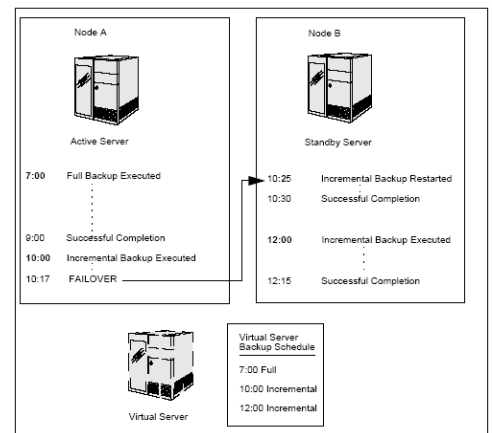 Node A
Active Server
7:00 Full Backup Executed
9:00 Successful Completion
10:00 Incremental Backup Executed
10:17 FAILOVER
Node B
Standby Server
10:25 Incremental Backup Restarted
10:30 Successful Completion
12:00 Incremental Backup Executed
12:15 Successful Completion
Virtual Server
Virtual Server
Backup Schedule
7:00 Full
10:00 Incremental
12:00 Incremental